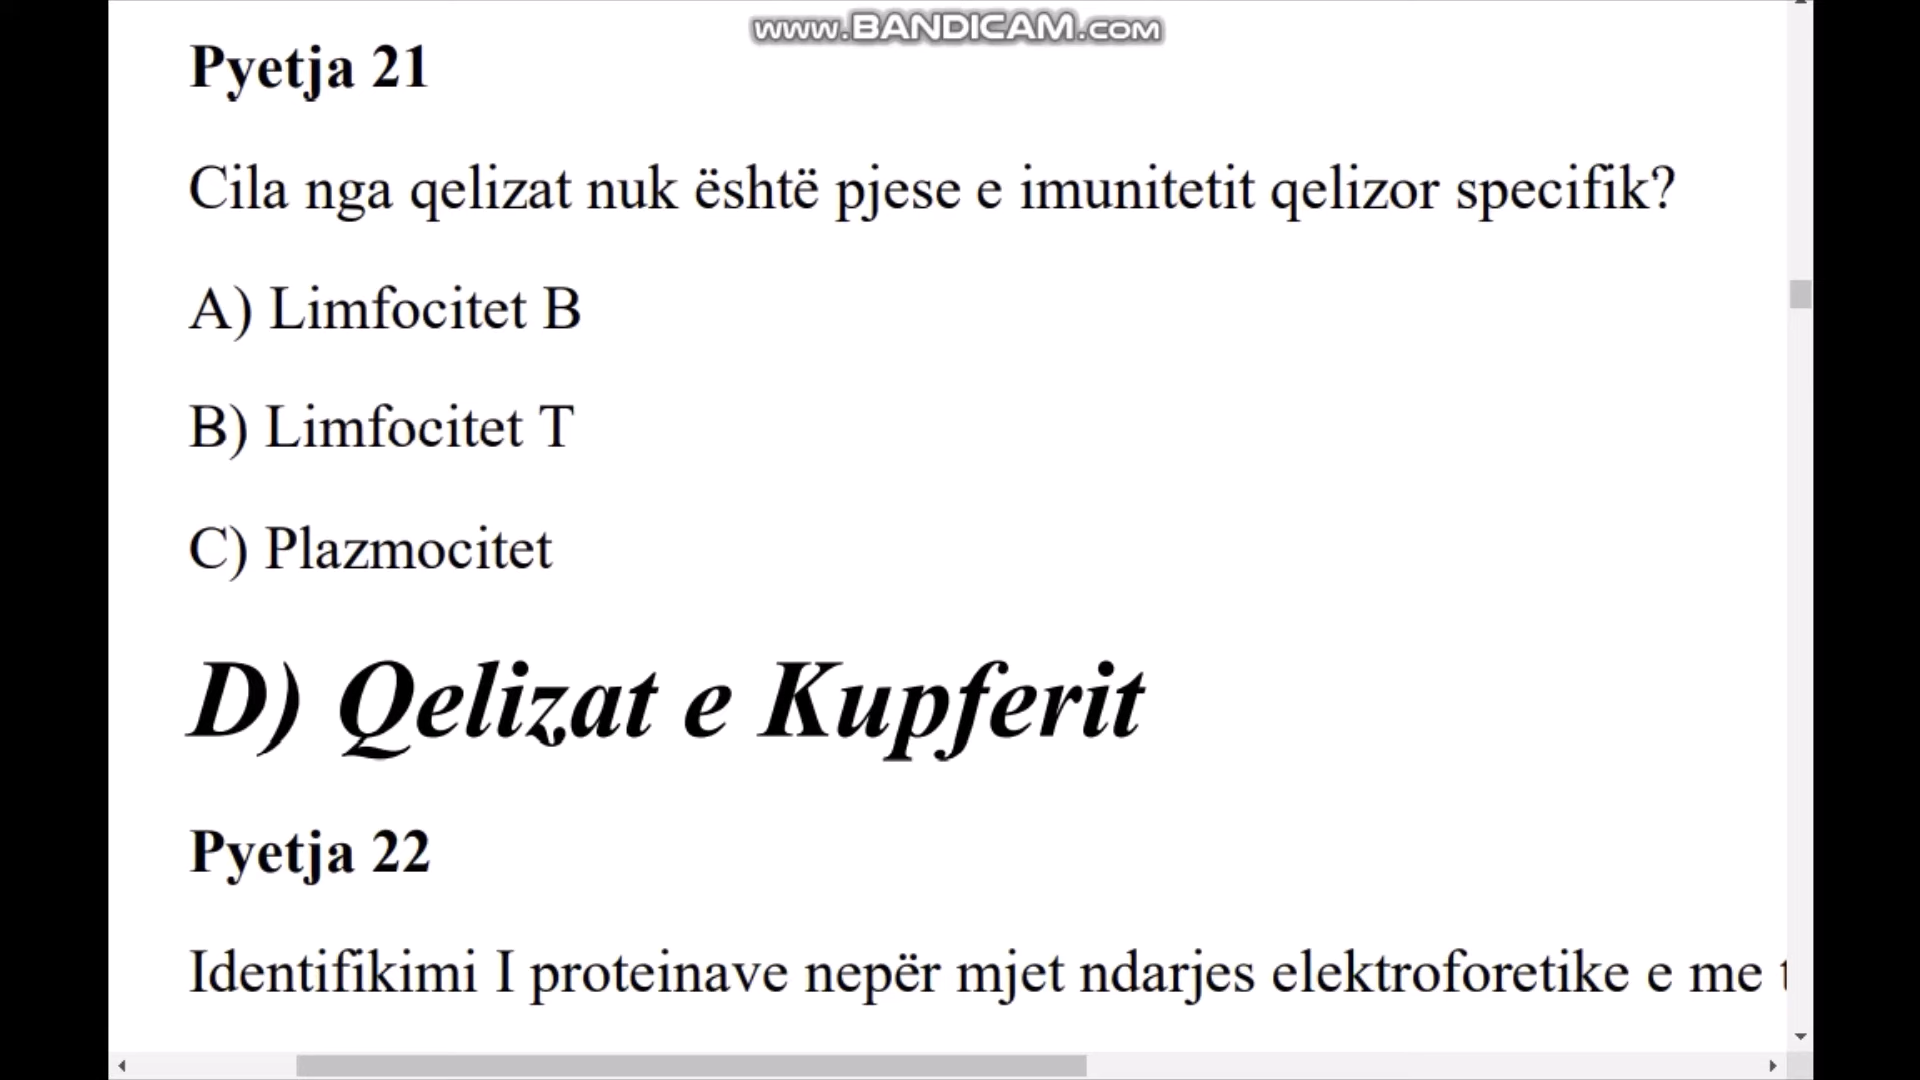 www.BANDICAM.com
Pyetja 21
Cila nga qelizat nuk është pjese e imunitetit qelizor specifik?
A) Limfocitet B
B) Limfocitet T
C) Plazmocitet
D) Qelizat e Kupferit
Pyetja 22
Identifikimi I proteinave nepër mjet ndarjes elektroforetike e me